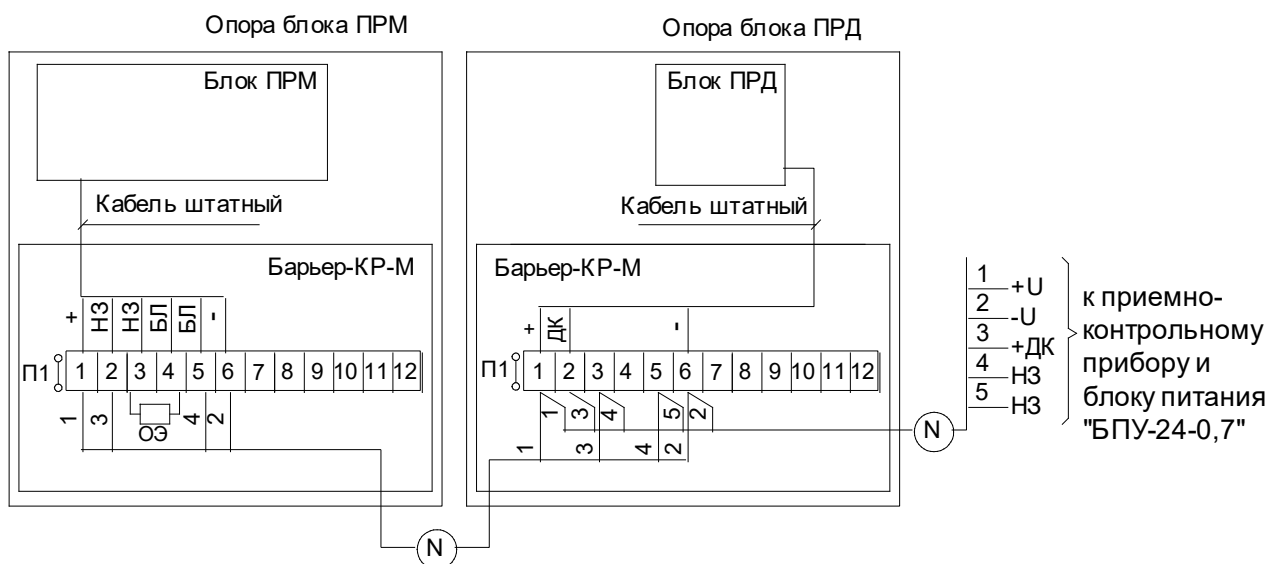 Опора блока ПРМ
Блок ПРМ
Кабель штатный
Барьер-КР-М
+ НЗ НЗ БЛ БЛ -
П1 1 2 3 4 5 6 7 8 9 10 11 12
1 3 ОЭ 4 2
N
Опора блока ПРД
Блок ПРД
Кабель штатный
Барьер-КР-М
+ ДК -
П1 1 2 3 4 5 6 7 8 9 10 11 12
1 3 4 5 2
1 3 4 2
N
1 +U
2 -U
3 +ДК
4 НЗ
5 НЗ
к приемно-
контрольному
прибору и
блоку питания
"БПУ-24-0,7"